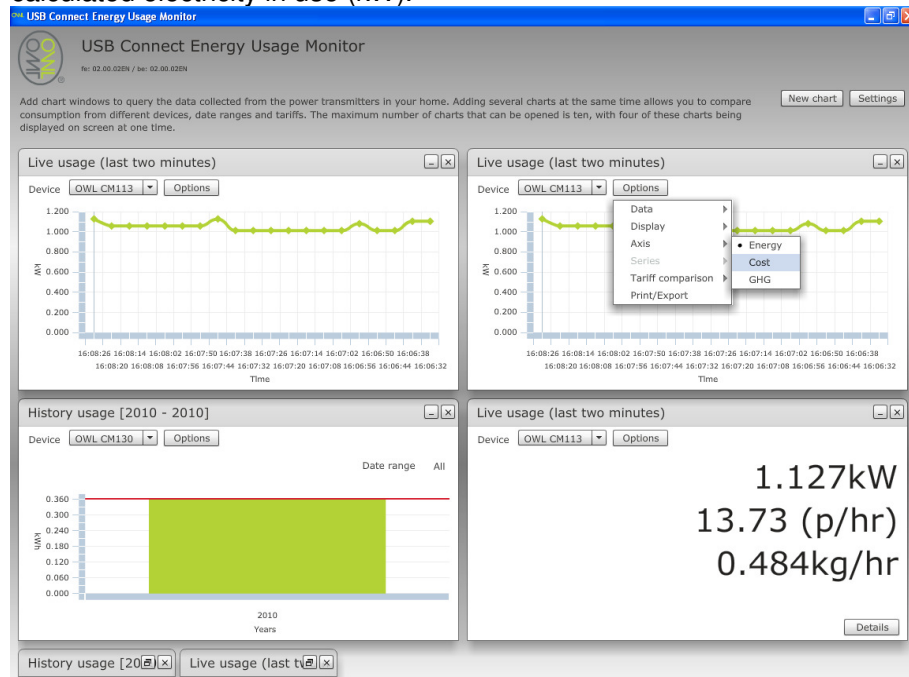 calculated electricity in use (kW).
OWL USB Connect Energy Usage Monitor
OWL
USB Connect Energy Usage Monitor
fe: 02.00.02EN / be: 02.00.02EN
Add chart windows to query the data collected from the power transmitters in your home. Adding several charts at the same time allows you to compare
consumption from different devices, date ranges and tariffs. The maximum number of charts that can be opened is ten, with four of these charts being
displayed on screen at one time.
New chart Settings
Live usage (last two minutes)
Device OWL CM113 Options
1.200
1.000
0.800
0.600
0.400
0.200
0.000
kW
16:08:26 16:08:14 16:08:02 16:07:50 16:07:38 16:07:26 16:07:14 16:07:02 16:06:50 16:06:38
16:08:20 16:08:08 16:07:56 16:07:44 16:07:32 16:07:20 16:07:08 16:06:56 16:06:44 16:06:32
Time
Live usage (last two minutes)
Device OWL CM113 Options
Data
Display
Axis
Series
Tariff comparison
Print/Export
Energy
Cost
GHG
1.200
1.000
0.800
0.600
0.400
0.200
0.000
kW
16:08:26 16:08:14 16:08:02 16:07:50 16:07:38 16:07:26 16:07:14 16:07:02 16:06:50 16:06:38
16:08:20 16:08:08 16:07:56 16:07:44 16:07:32 16:07:20 16:07:08 16:06:56 16:06:44 16:06:32
Time
History usage [2010 - 2010]
Device OWL CM130 Options
Date range All
0.360
0.300
0.240
0.180
0.120
0.060
0.000
kWh
2010
Years
Live usage (last two minutes)
Device OWL CM113 Options
1.127kW
13.73 (p/hr)
0.484kg/hr
Details
History usage [20
Live usage (last tw